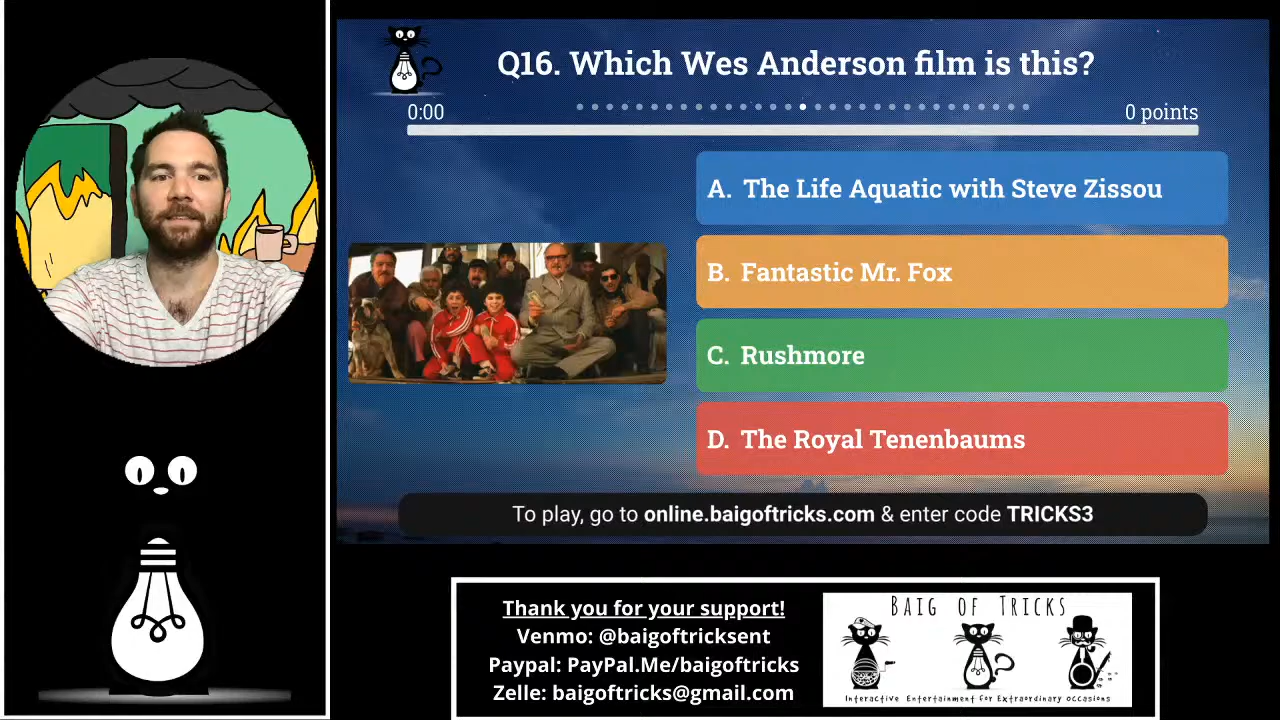 Q16. Which Wes Anderson film is this?
0:00
0 points
A. The Life Aquatic with Steve Zissou
B. Fantastic Mr. Fox
C. Rushmore
D. The Royal Tenenbaums
To play, go to online.baigoftricks.com & enter code TRICKS3
Thank you for your support!
Venmo: @baigoftricksent
Paypal: PayPal.Me/baigoftricks
Zelle: baigoftricks@gmail.com
BAIG OF TRICKS
Interactive Entertainment for Extraordinary occasions